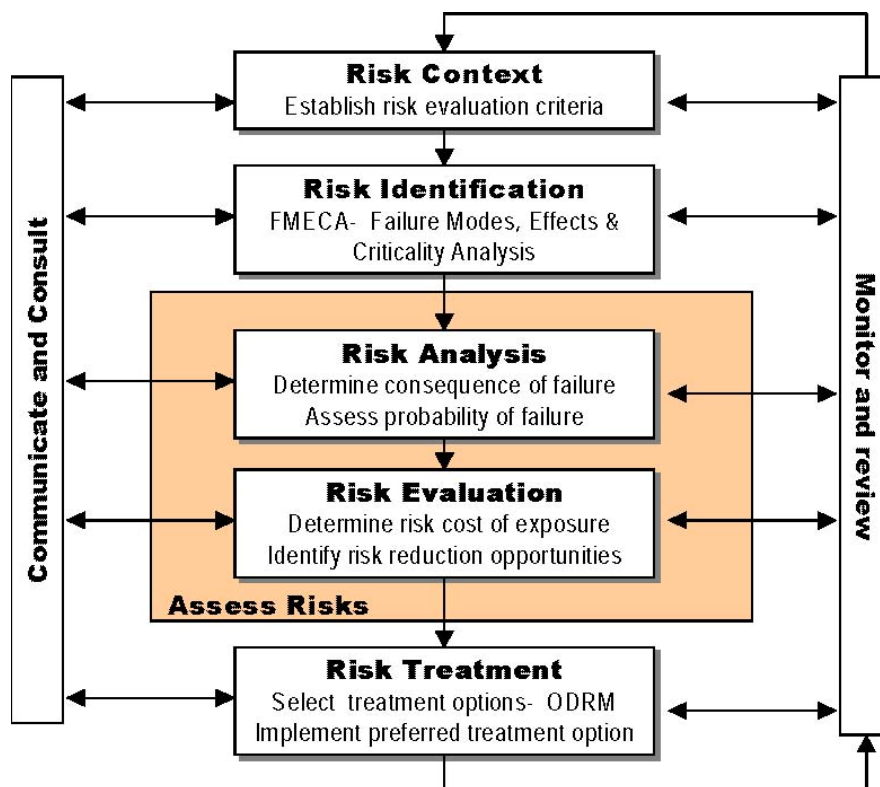 Risk Context
Establish risk evaluation criteria
Risk Identification
FMECA- Failure Modes, Effects &
Criticality Analysis
Communicate and Consult
Monitor and review
Risk Analysis
Determine consequence of failure
Assess probability of failure
Risk Evaluation
Determine risk cost of exposure
Identify risk reduction opportunities
Assess Risks
Risk Treatment
Select treatment options- ODRM
Implement preferred treatment option